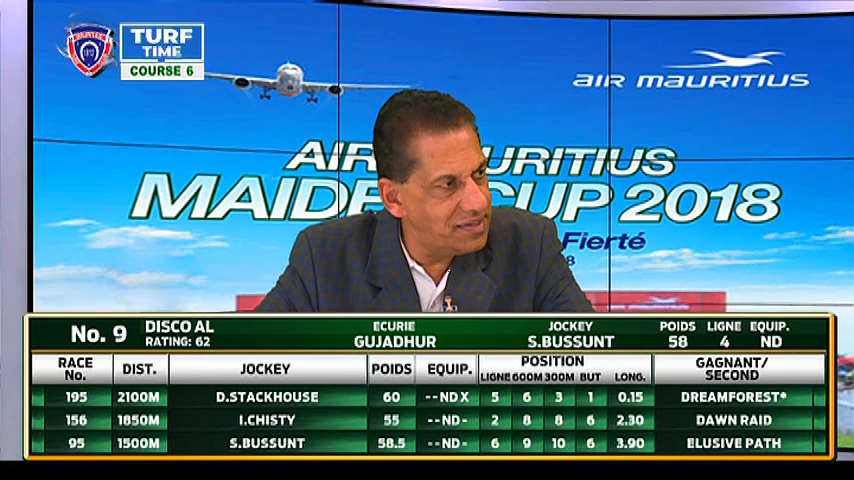 TURF
TIME
COURSE 6
AIR MAURITIUS
AIR MAURITIUS
MAIDEN CUP 2018
Fierté
8
No. 9 DISCO AL ECURIE JOCKEY POIDS LIGNE EQUIP.
RATING: 62 GUJADHUR S.BUSSUNT 58 4 ND
RACE No. DIST. JOCKEY POIDS EQUIP. POSITION GAGNANT/
LIGNE 600M 300M BUT LONG. SECOND
195 2100M D.STACKHOUSE 60 --ND X 5 6 3 1 0.15 DREAMFOREST*
156 1850M I.CHISTY 55 --ND- 2 8 8 6 2.30 DAWN RAID
95 1500M S.BUSSUNT 58.5 --ND- 6 9 10 6 3.90 ELUSIVE PATH